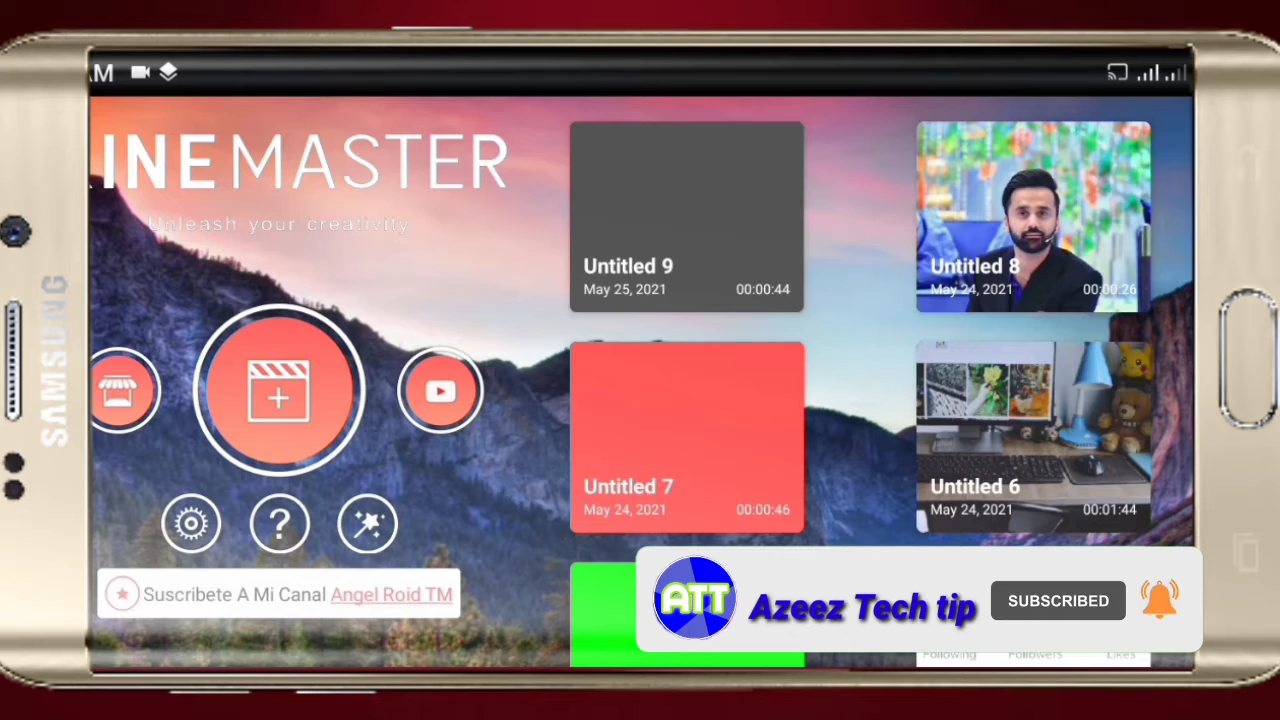 AM
INEMASTER
Unleash your creativity
Untitled 9
May 25, 2021 00:00:44
Untitled 8
May 24, 2021 00:00:26
Untitled 7
May 24, 2021 00:00:46
Untitled 6
May 24, 2021 00:01:44
Suscribete A Mi Canal Angel Roid TM
ATT
Azeez Tech tip
SUBSCRIBED
Following Followers Likes
SAMSUNG